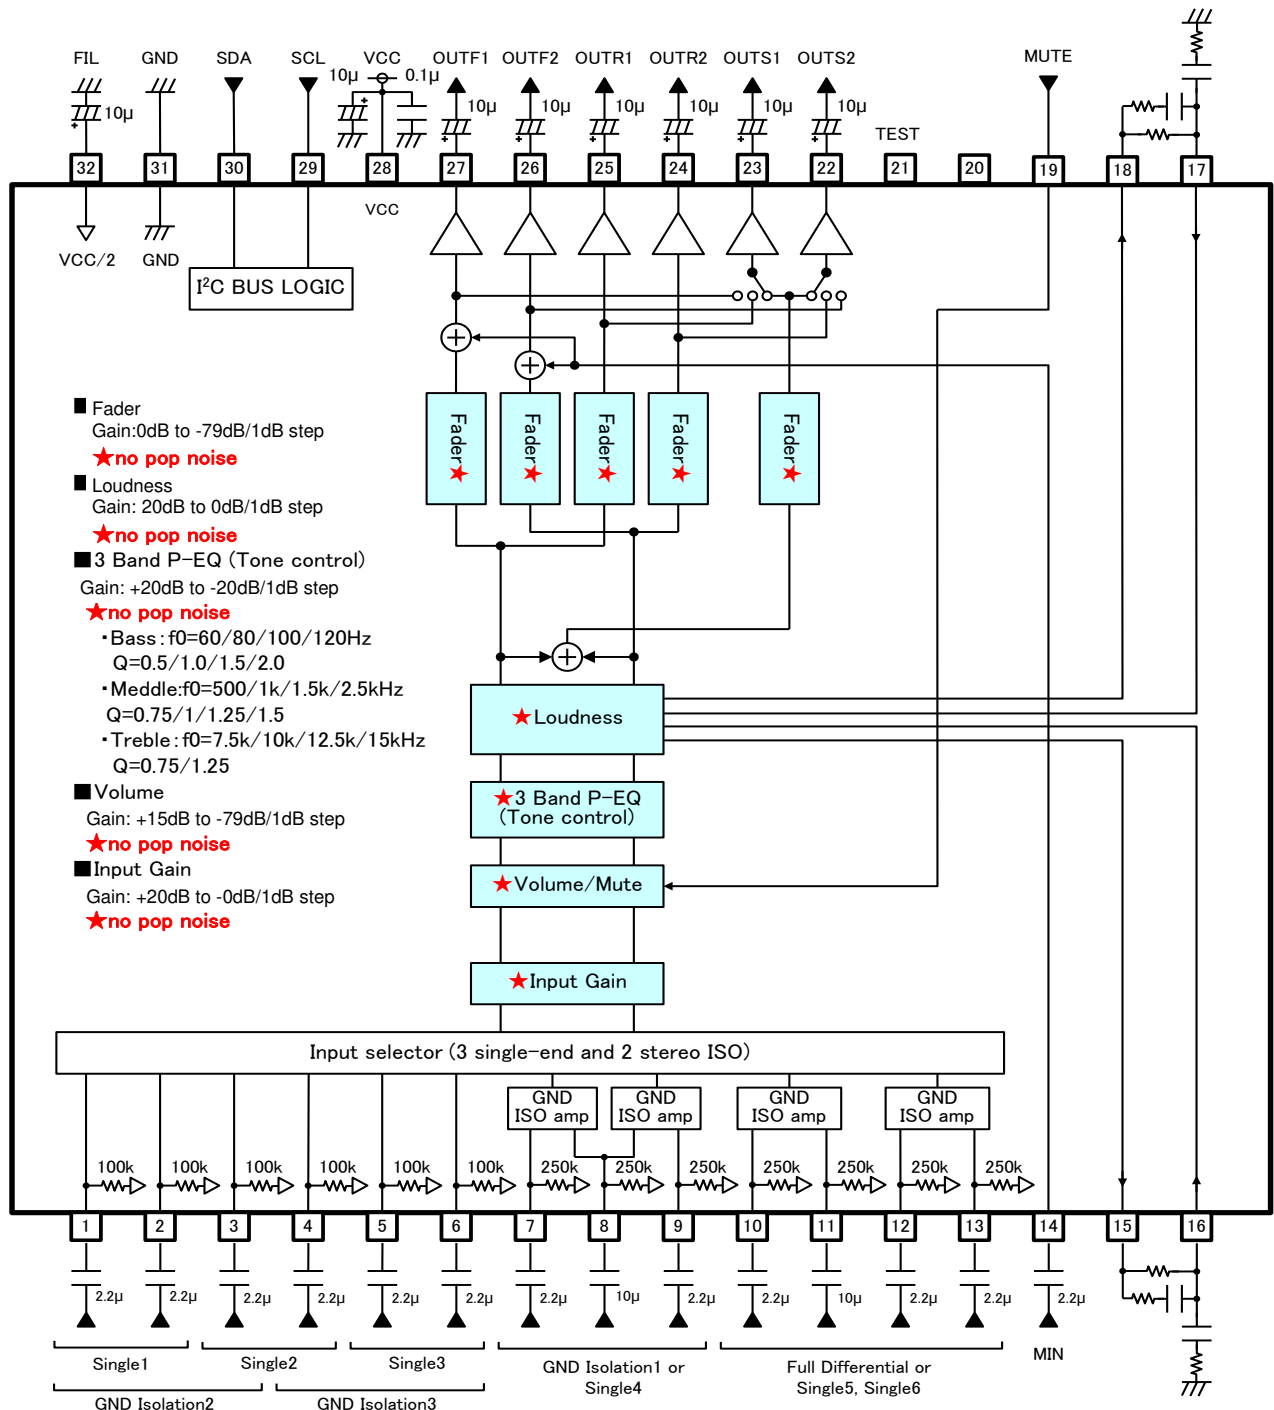 FIL GND SDA SCL VCC OUTF1 OUTF2 OUTR1 OUTR2 OUTS1 OUTS2 MUTE
10μ 10μ 0.1μ 10μ 10μ 10μ 10μ 10μ 10μ
TEST
32 31 30 29 28 27 26 25 24 23 22 21 20 19 18 17
VCC
VCC/2 GND
I²C BUS LOGIC
Fader★ Fader★ Fader★ Fader★ Fader★
■ Fader
Gain:0dB to -79dB/1dB step
★no pop noise
■ Loudness
Gain: 20dB to 0dB/1dB step
★no pop noise
■3 Band P-EQ (Tone control)
Gain: +20dB to -20dB/1dB step
★no pop noise
・Bass: f0=60/80/100/120Hz
Q=0.5/1.0/1.5/2.0
・Meddle:f0=500/1k/1.5k/2.5kHz
Q=0.75/1/1.25/1.5
・Treble: f0=7.5k/10k/12.5k/15kHz
Q=0.75/1.25
■Volume
Gain: +15dB to -79dB/1dB step
★no pop noise
■Input Gain
Gain: +20dB to -0dB/1dB step
★no pop noise
★Loudness
★3 Band P-EQ
(Tone control)
★Volume/Mute
★Input Gain
Input selector (3 single-end and 2 stereo ISO)
GND GND GND GND
ISO amp ISO amp ISO amp ISO amp
100k 100k 100k 100k 100k 100k 250k 250k 250k 250k 250k 250k 250k
1 2 3 4 5 6 7 8 9 10 11 12 13 14 15 16
2.2μ 2.2μ 2.2μ 2.2μ 2.2μ 2.2μ 2.2μ 10μ 2.2μ 2.2μ 10μ 2.2μ 2.2μ 2.2μ
Single1 Single2 Single3
GND Isolation1 or
Single4
Full Differential or
Single5, Single6
MIN
GND Isolation2 GND Isolation3